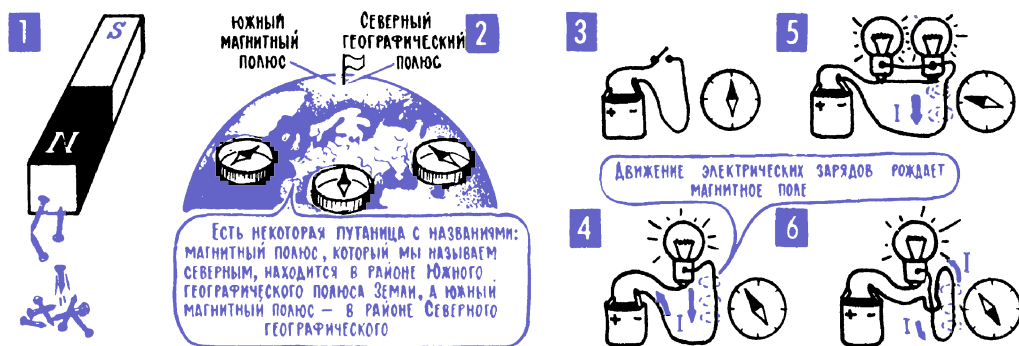 1
S
N
ЮЖНЫЙ
МАГНИТНЫЙ
ПОЛЮС
СЕВЕРНЫЙ
ГЕОГРАФИЧЕСКИЙ
ПОЛЮС
2
ЕСТЬ НЕКОТОРАЯ ПУТАНИЦА С НАЗВАНИЯМИ:
МАГНИТНЫЙ ПОЛЮС, КОТОРЫЙ МЫ НАЗЫВАЕМ
СЕВЕРНЫМ, НАХОДИТСЯ В РАЙОНЕ ЮЖНОГО
ГЕОГРАФИЧЕСКОГО ПОЛЮСА ЗЕМЛИ, А ЮЖНЫЙ
МАГНИТНЫЙ ПОЛЮС – В РАЙОНЕ СЕВЕРНОГО
ГЕОГРАФИЧЕСКОГО
3
+ -
5
+ -
I
ДВИЖЕНИЕ ЭЛЕКТРИЧЕСКИХ ЗАРЯДОВ РОЖДАЕТ
МАГНИТНОЕ ПОЛЕ
4
+ -
I
6
+ -
I
I